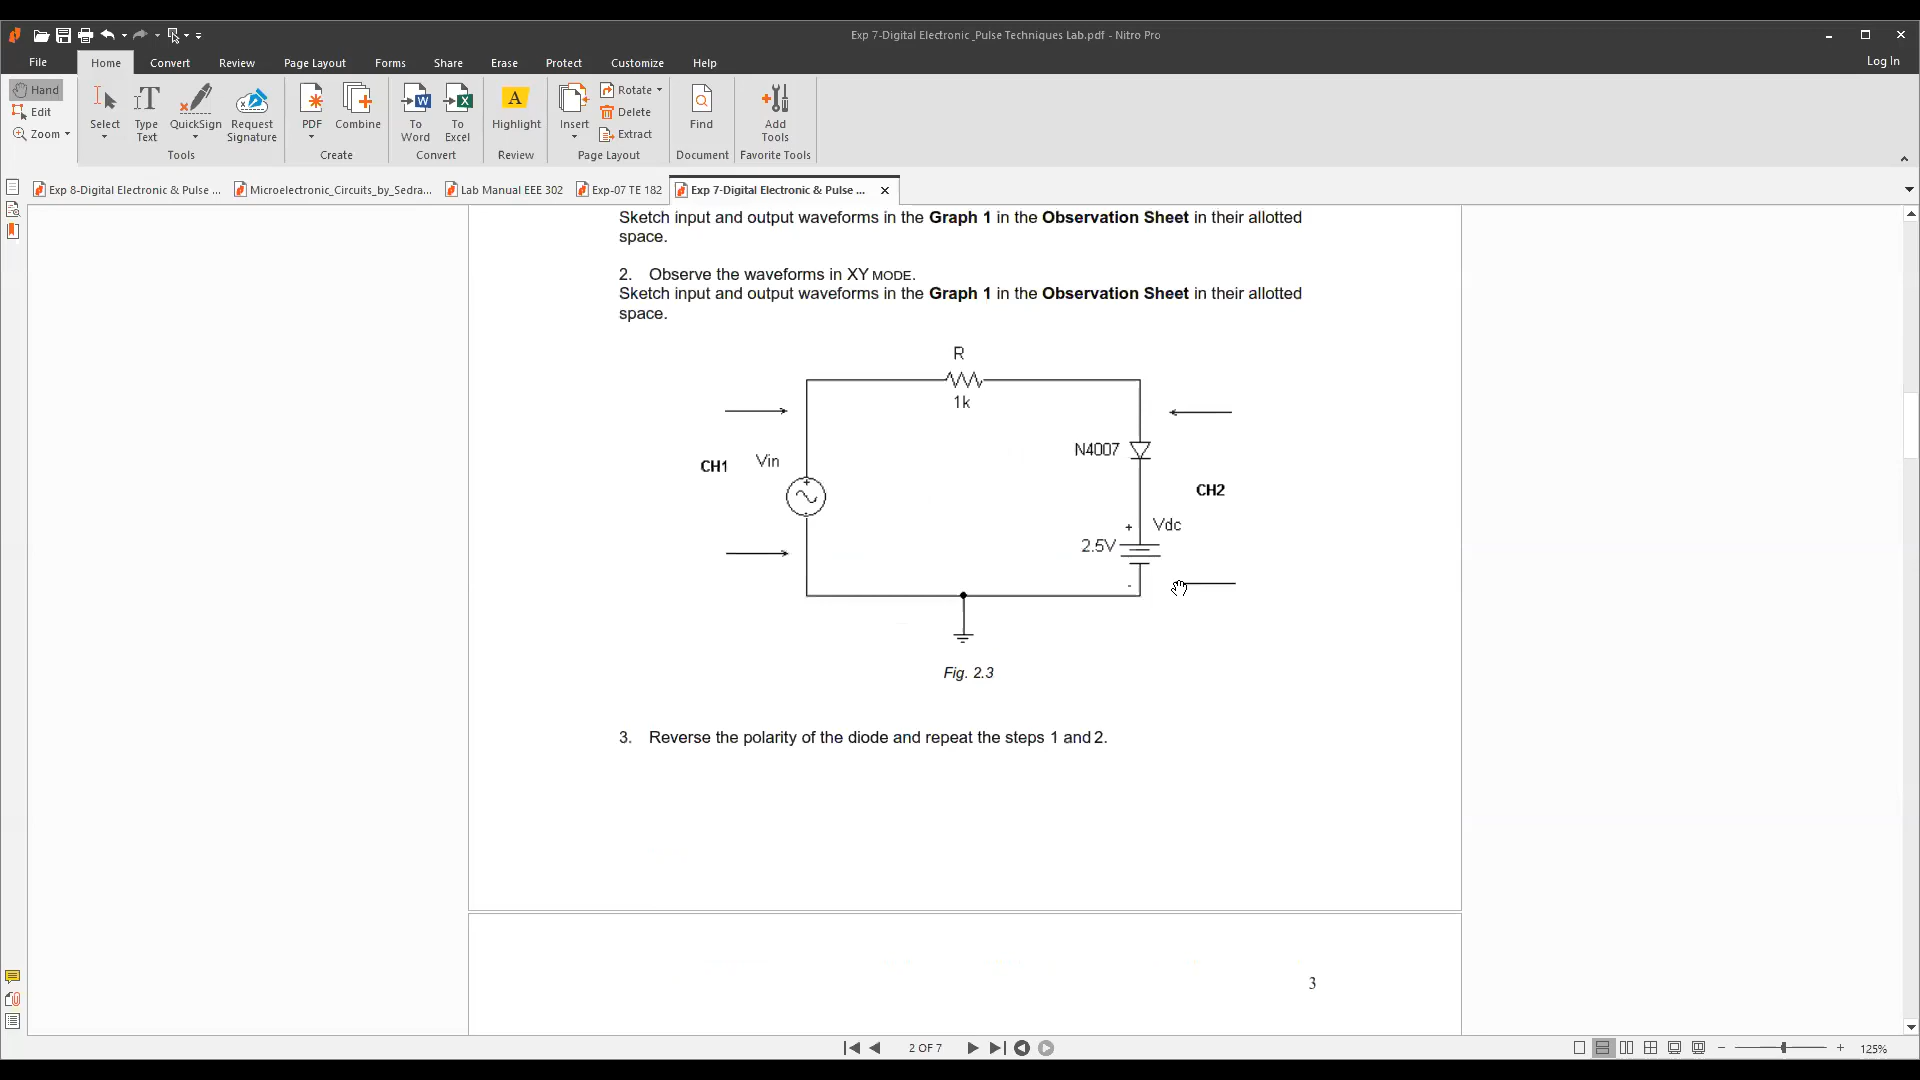 Exp 7-Digital Electronic _Pulse Techniques Lab.pdf - Nitro Pro
File Home Convert Review Page Layout Forms Share Erase Protect Customize Help Log In
Hand
Edit
Zoom
Select
Type Text
QuickSign
Request Signature
Tools
PDF
Combine
Create
To Word
To Excel
Convert
Highlight
Review
Insert
Rotate
Delete
Extract
Page Layout
Find
Document
Add Tools
Favorite Tools
Exp 8-Digital Electronic & Pulse ...
Microelectronic_Circuits_by_Sedra...
Lab Manual EEE 302
Exp-07 TE 182
Exp 7-Digital Electronic & Pulse ...
Sketch input and output waveforms in the Graph 1 in the Observation Sheet in their allotted
space.
2. Observe the waveforms in XY MODE.
Sketch input and output waveforms in the Graph 1 in the Observation Sheet in their allotted
space.
R
1k
N4007
CH1 Vin
CH2
+ Vdc
2.5V
-
Fig. 2.3
3. Reverse the polarity of the diode and repeat the steps 1 and 2.
3
2 OF 7
125%